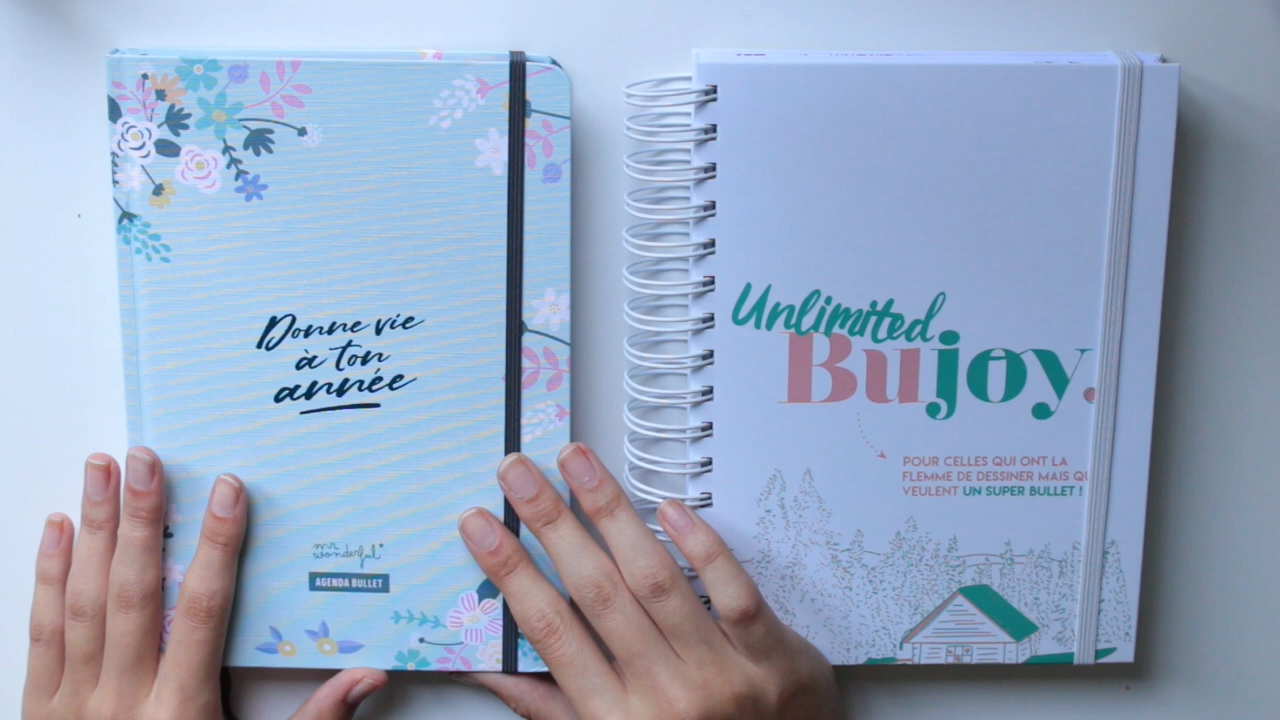 Donne vie
à ton
année
mr.
wonderful*
AGENDA BULLET
Unlimited
Bujoy.
POUR CELLES QUI ONT LA
FLEMME DE DESSINER MAIS
VEULENT UN SUPER BULLET !